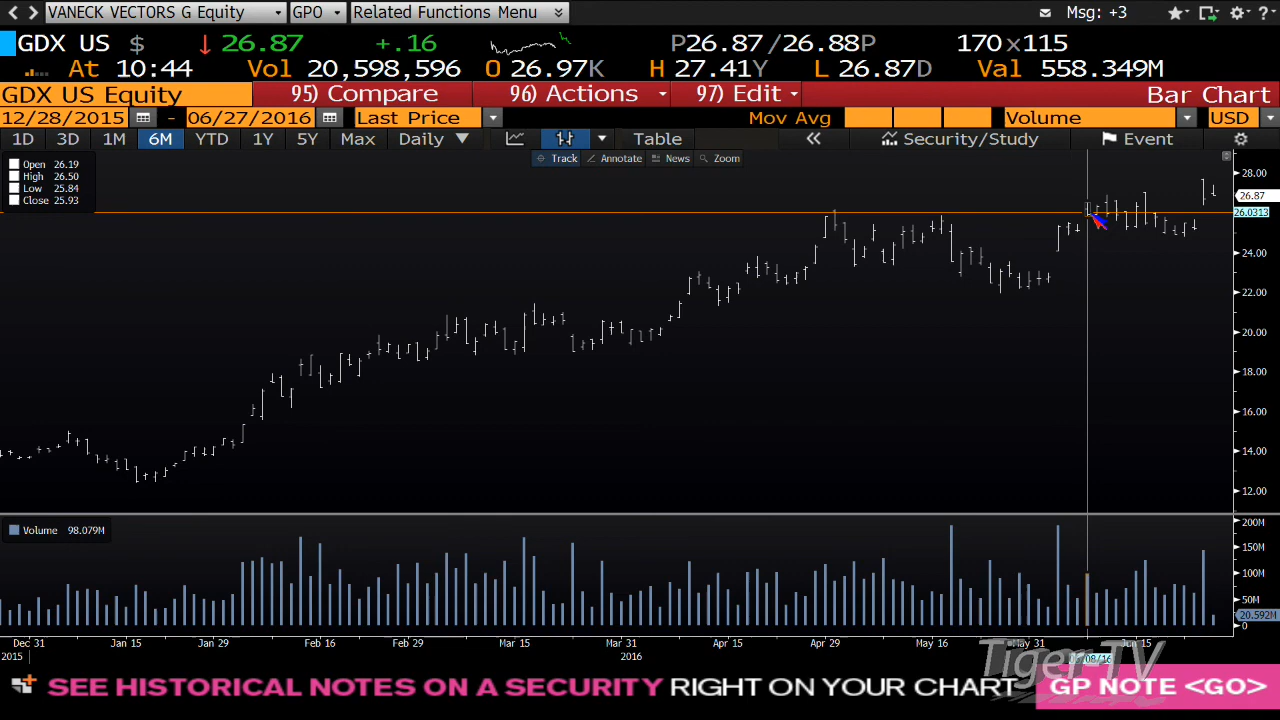 VANECK VECTORS G Equity GPO Related Functions Menu Msg: +3
GDX US $ 26.87 +.16 P26.87/26.88P 170x115
At 10:44 Vol 20,598,596 O 26.97K H 27.41Y L 26.87D Val 558.349M
GDX US Equity 95) Compare 96) Actions 97) Edit Bar Chart
12/28/2015 - 06/27/2016 Last Price Mov Avg Volume USD
1D 3D 1M 6M YTD 1Y 5Y Max Daily Table Security/Study Event
Track Annotate News Zoom
Open 26.19
High 26.50
Low 25.84
Close 25.93
28.00
26.87
26.0313
24.00
22.00
20.00
18.00
16.00
14.00
12.00
Volume 98.079M
200M
150M
100M
50M
20.592M
0
Dec 31 Jan 15 Jan 29 Feb 16 Feb 29 Mar 15 Mar 31 Apr 15 Apr 29 May 16 May 31 Jun 15
2015 2016
Tiger-TV
SEE HISTORICAL NOTES ON A SECURITY RIGHT ON YOUR CHART GP NOTE <GO>